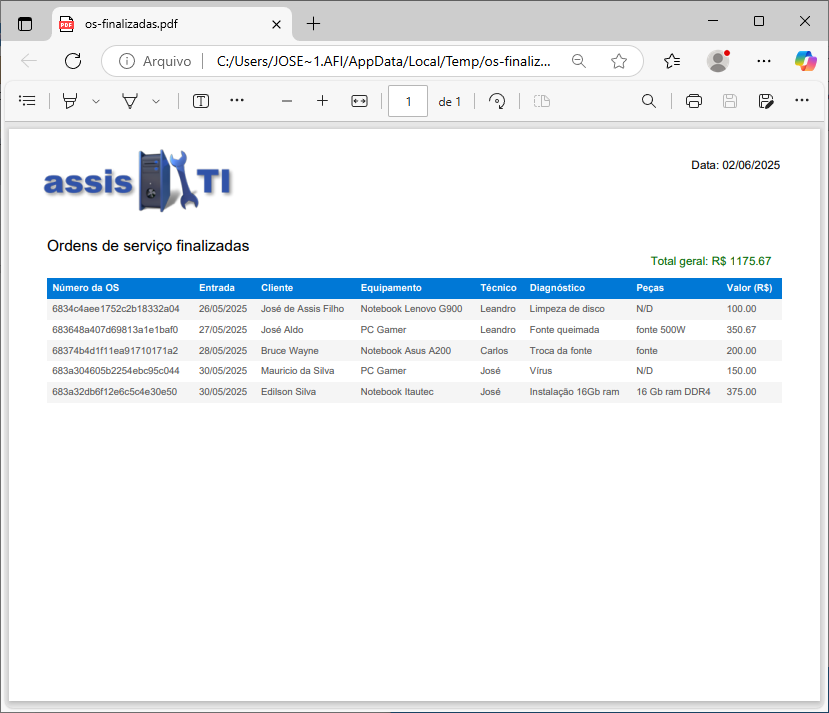 os-finalizadas.pdf
Arquivo C:/Users/JOSE~1.AFI/AppData/Local/Temp/os-finaliz...
1 de 1
assis TI
Data: 02/06/2025
Ordens de serviço finalizadas
Total geral: R$ 1175.67
Número da OS Entrada Cliente Equipamento Técnico Diagnóstico Peças Valor (R$)
6834c4aee1752c2b18332a04 26/05/2025 José de Assis Filho Notebook Lenovo G900 Leandro Limpeza de disco N/D 100.00
683648a407d69813a1e1baf0 27/05/2025 José Aldo PC Gamer Leandro Fonte queimada fonte 500W 350.67
68374b4d1f11ea91710171a2 28/05/2025 Bruce Wayne Notebook Asus A200 Carlos Troca da fonte fonte 200.00
683a304605b2254ebc95c044 30/05/2025 Mauricio da Silva PC Gamer José Vírus N/D 150.00
683a32db6f12e6c5c4e30e50 30/05/2025 Edilson Silva Notebook Itautec José Instalação 16Gb ram 16 Gb ram DDR4 375.00